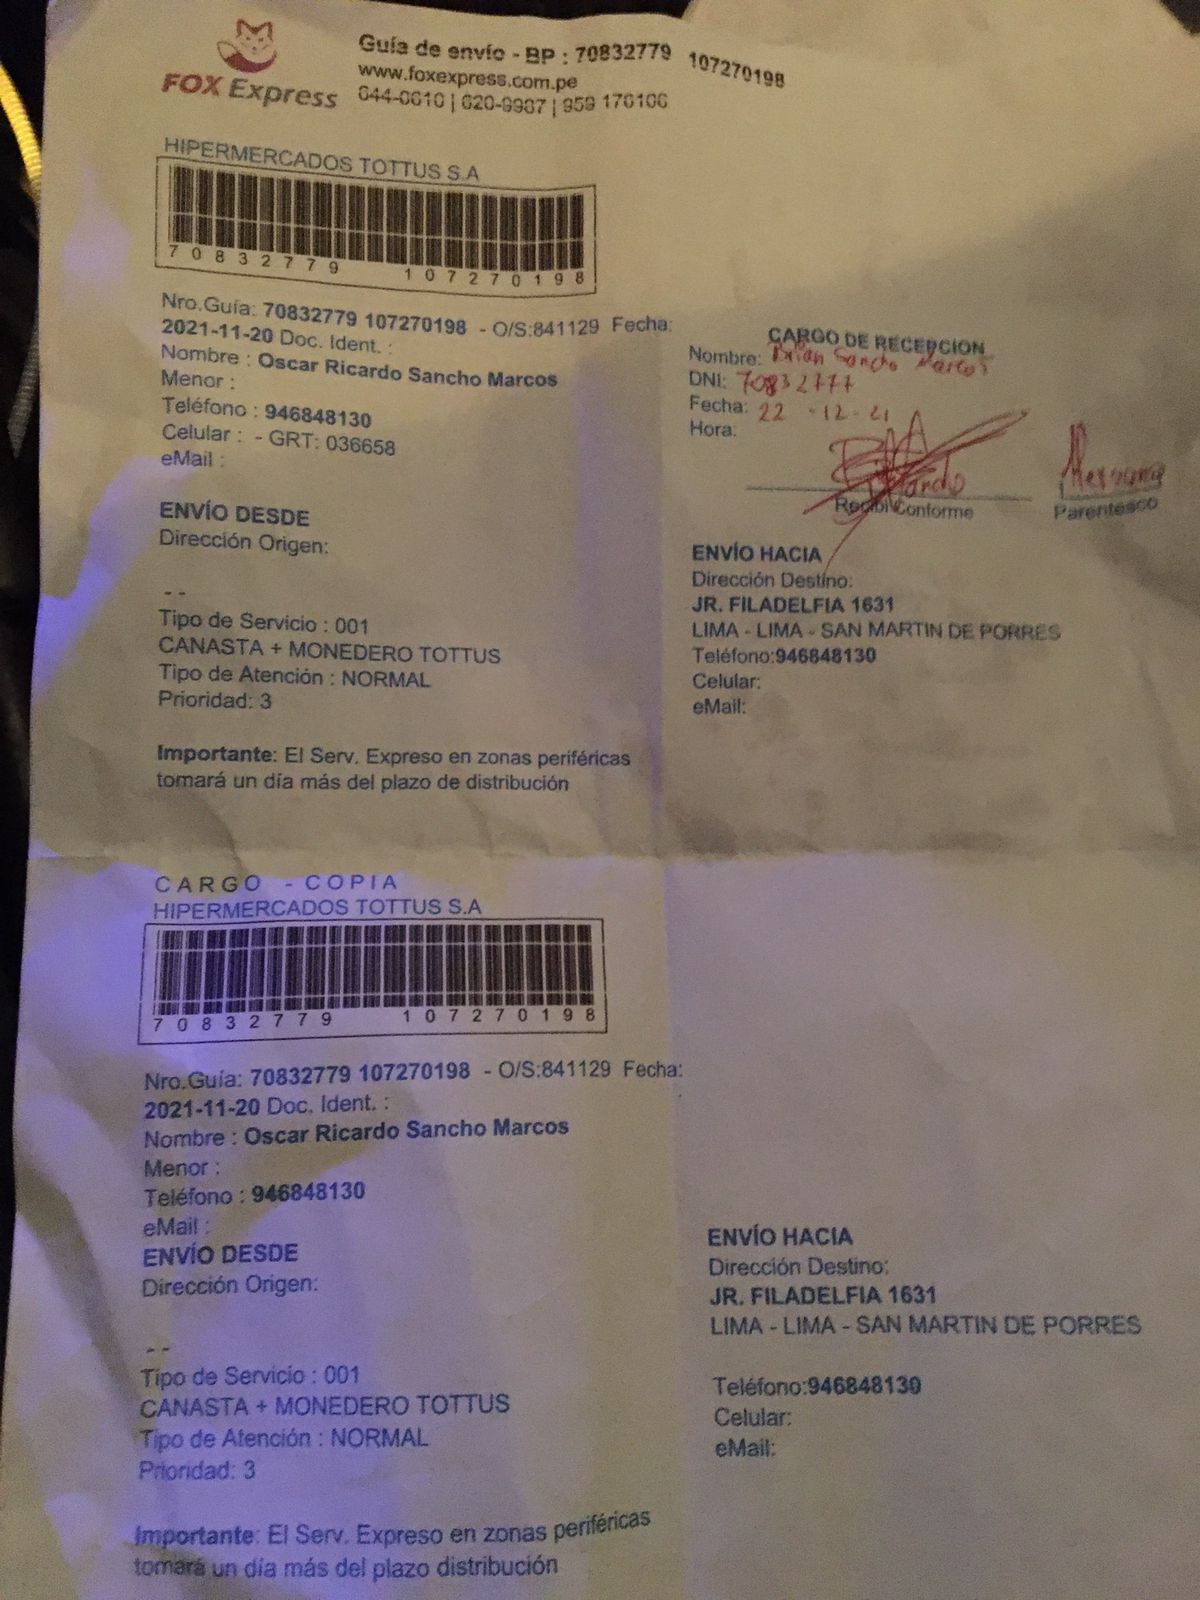 FOX Express
Guía de envío - BP : 70832779 107270198
www.foxexpress.com.pe
644-0610 | 620-9987 | 959 176106
HIPERMERCADOS TOTTUS S.A
70832779 107270198
Nro.Guía: 70832779 107270198 - O/S:841129 Fecha:
2021-11-20 Doc. Ident. :
Nombre : Oscar Ricardo Sancho Marcos
Menor :
Teléfono : 946848130
Celular : - GRT: 036658
eMail :
CARGO DE RECEPCION
Nombre: Brian Sancho Marcos
DNI: 70832777
Fecha: 22 - 12 - 21
Hora:
Recibí Conforme
Hermano
Parentesco
ENVÍO DESDE
Dirección Origen:
- -
Tipo de Servicio : 001
CANASTA + MONEDERO TOTTUS
Tipo de Atención : NORMAL
Prioridad: 3
ENVÍO HACIA
Dirección Destino:
JR. FILADELFIA 1631
LIMA - LIMA - SAN MARTIN DE PORRES
Teléfono:946848130
Celular:
eMail:
Importante: El Serv. Expreso en zonas periféricas
tomará un día más del plazo de distribución
CARGO - COPIA
HIPERMERCADOS TOTTUS S.A
70832779 107270198
Nro.Guía: 70832779 107270198 - O/S:841129 Fecha:
2021-11-20 Doc. Ident. :
Nombre : Oscar Ricardo Sancho Marcos
Menor :
Teléfono : 946848130
eMail :
ENVÍO DESDE
Dirección Origen:
- -
Tipo de Servicio : 001
CANASTA + MONEDERO TOTTUS
Tipo de Atención : NORMAL
Prioridad: 3
ENVÍO HACIA
Dirección Destino:
JR. FILADELFIA 1631
LIMA - LIMA - SAN MARTIN DE PORRES
Teléfono:946848130
Celular:
eMail:
Importante: El Serv. Expreso en zonas periféricas
tomará un día más del plazo distribución